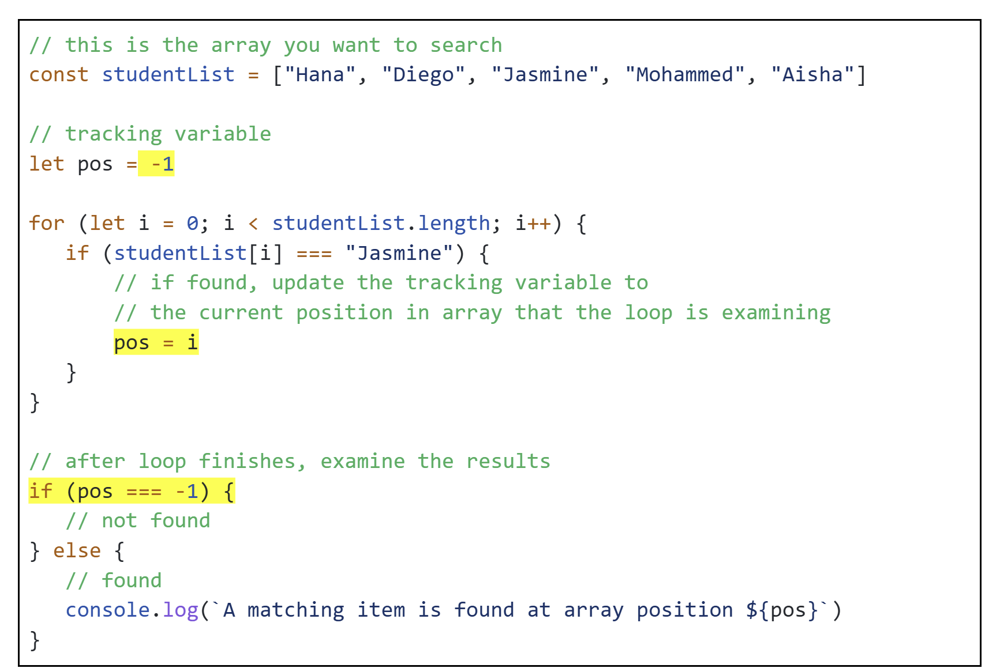 // this is the array you want to search
const studentList = ["Hana", "Diego", "Jasmine", "Mohammed", "Aisha"]

// tracking variable
let pos = -1

for (let i = 0; i < studentList.length; i++) {
   if (studentList[i] === "Jasmine") {
       // if found, update the tracking variable to
       // the current position in array that the loop is examining
       pos = i
   }
}

// after loop finishes, examine the results
if (pos === -1) {
   // not found
} else {
   // found
   console.log(`A matching item is found at array position ${pos}`)
}